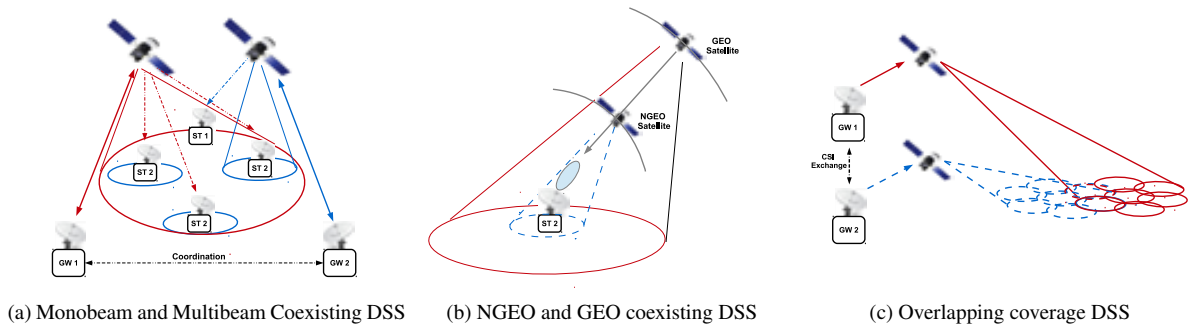 ST 1
ST 2
ST 2
ST 2
GW 1
Coordination
GW 2
(a) Monobeam and Multibeam Coexisting DSS
GEO
Satellite
NGEO
Satellite
ST 2
(b) NGEO and GEO coexisting DSS
GW 1
CSI
Exchange
GW 2
(c) Overlapping coverage DSS